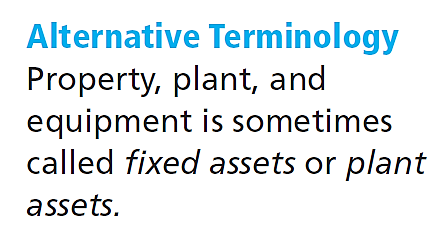 Alternative Terminology
Property, plant, and
equipment is sometimes
called fixed assets or plant
assets.